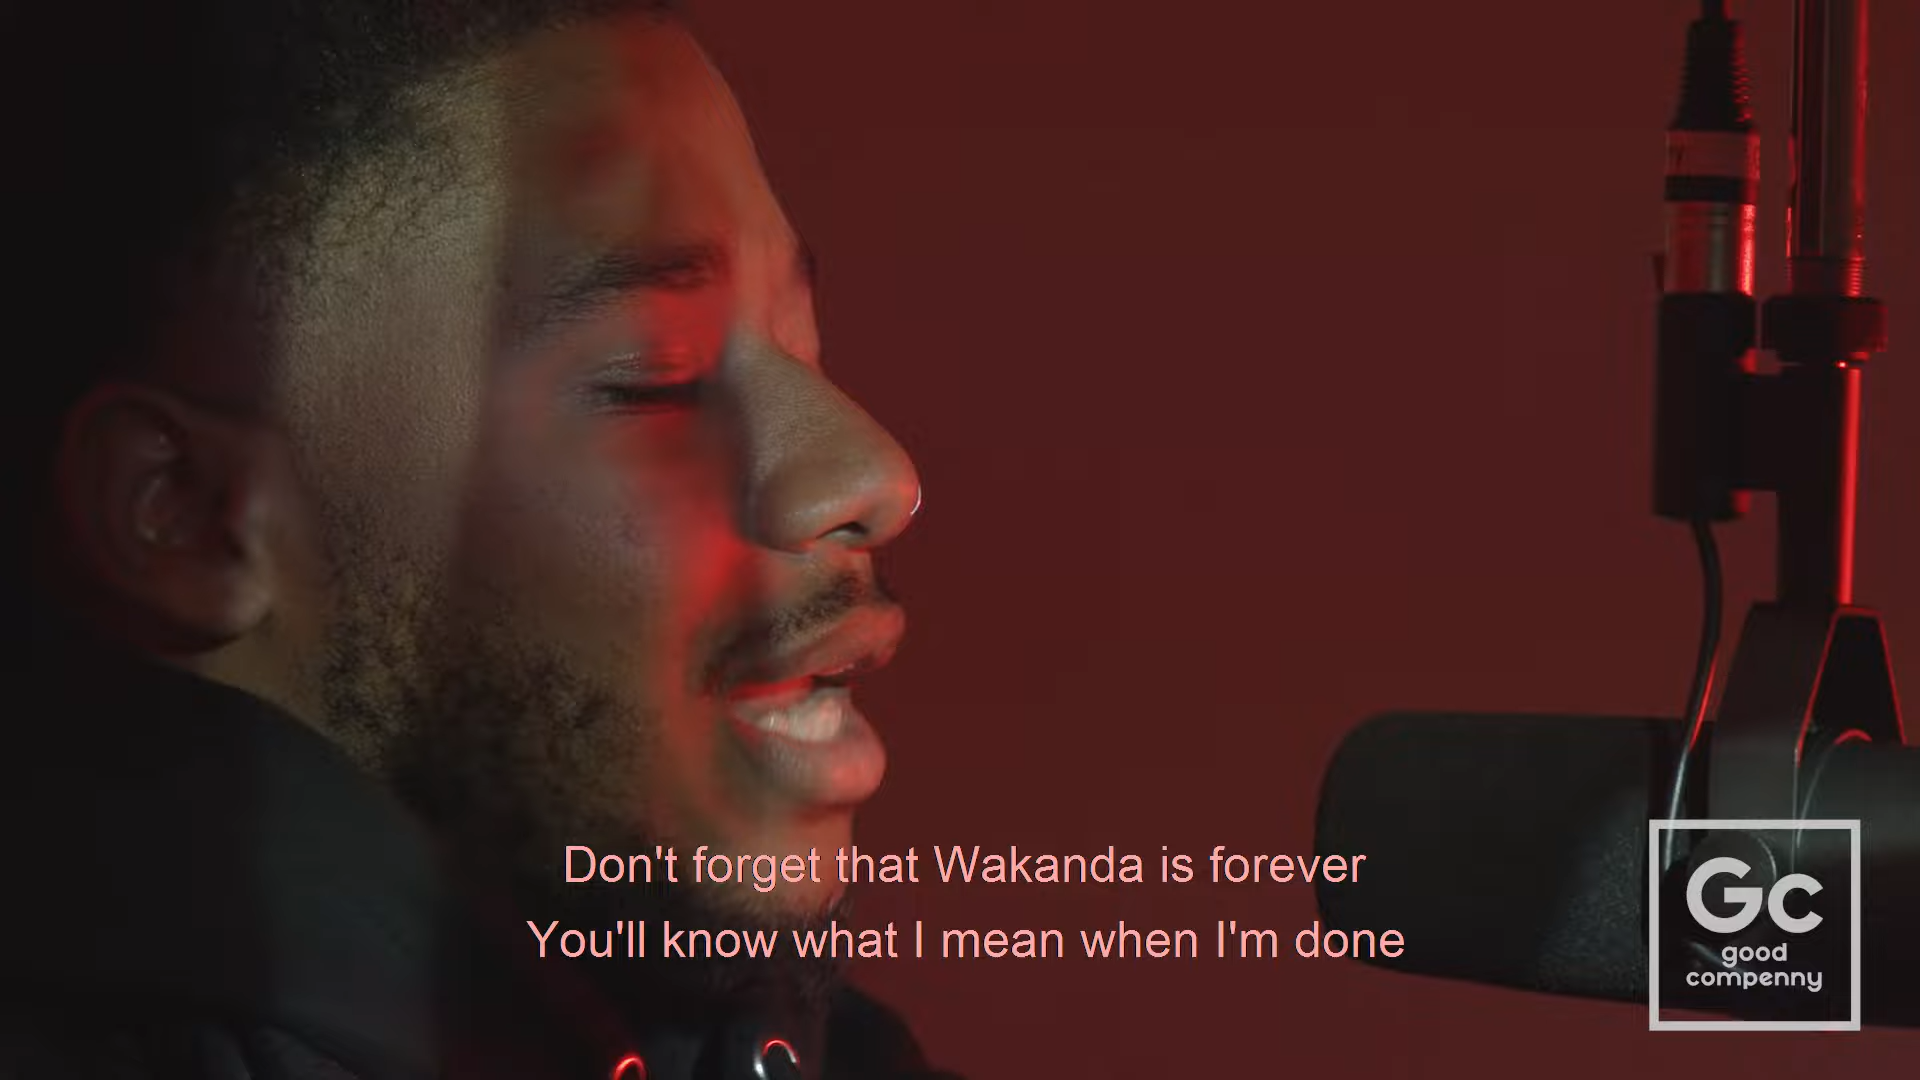 Don't forget that Wakanda is forever
You'll know what I mean when I'm done
Gc
good
compenny